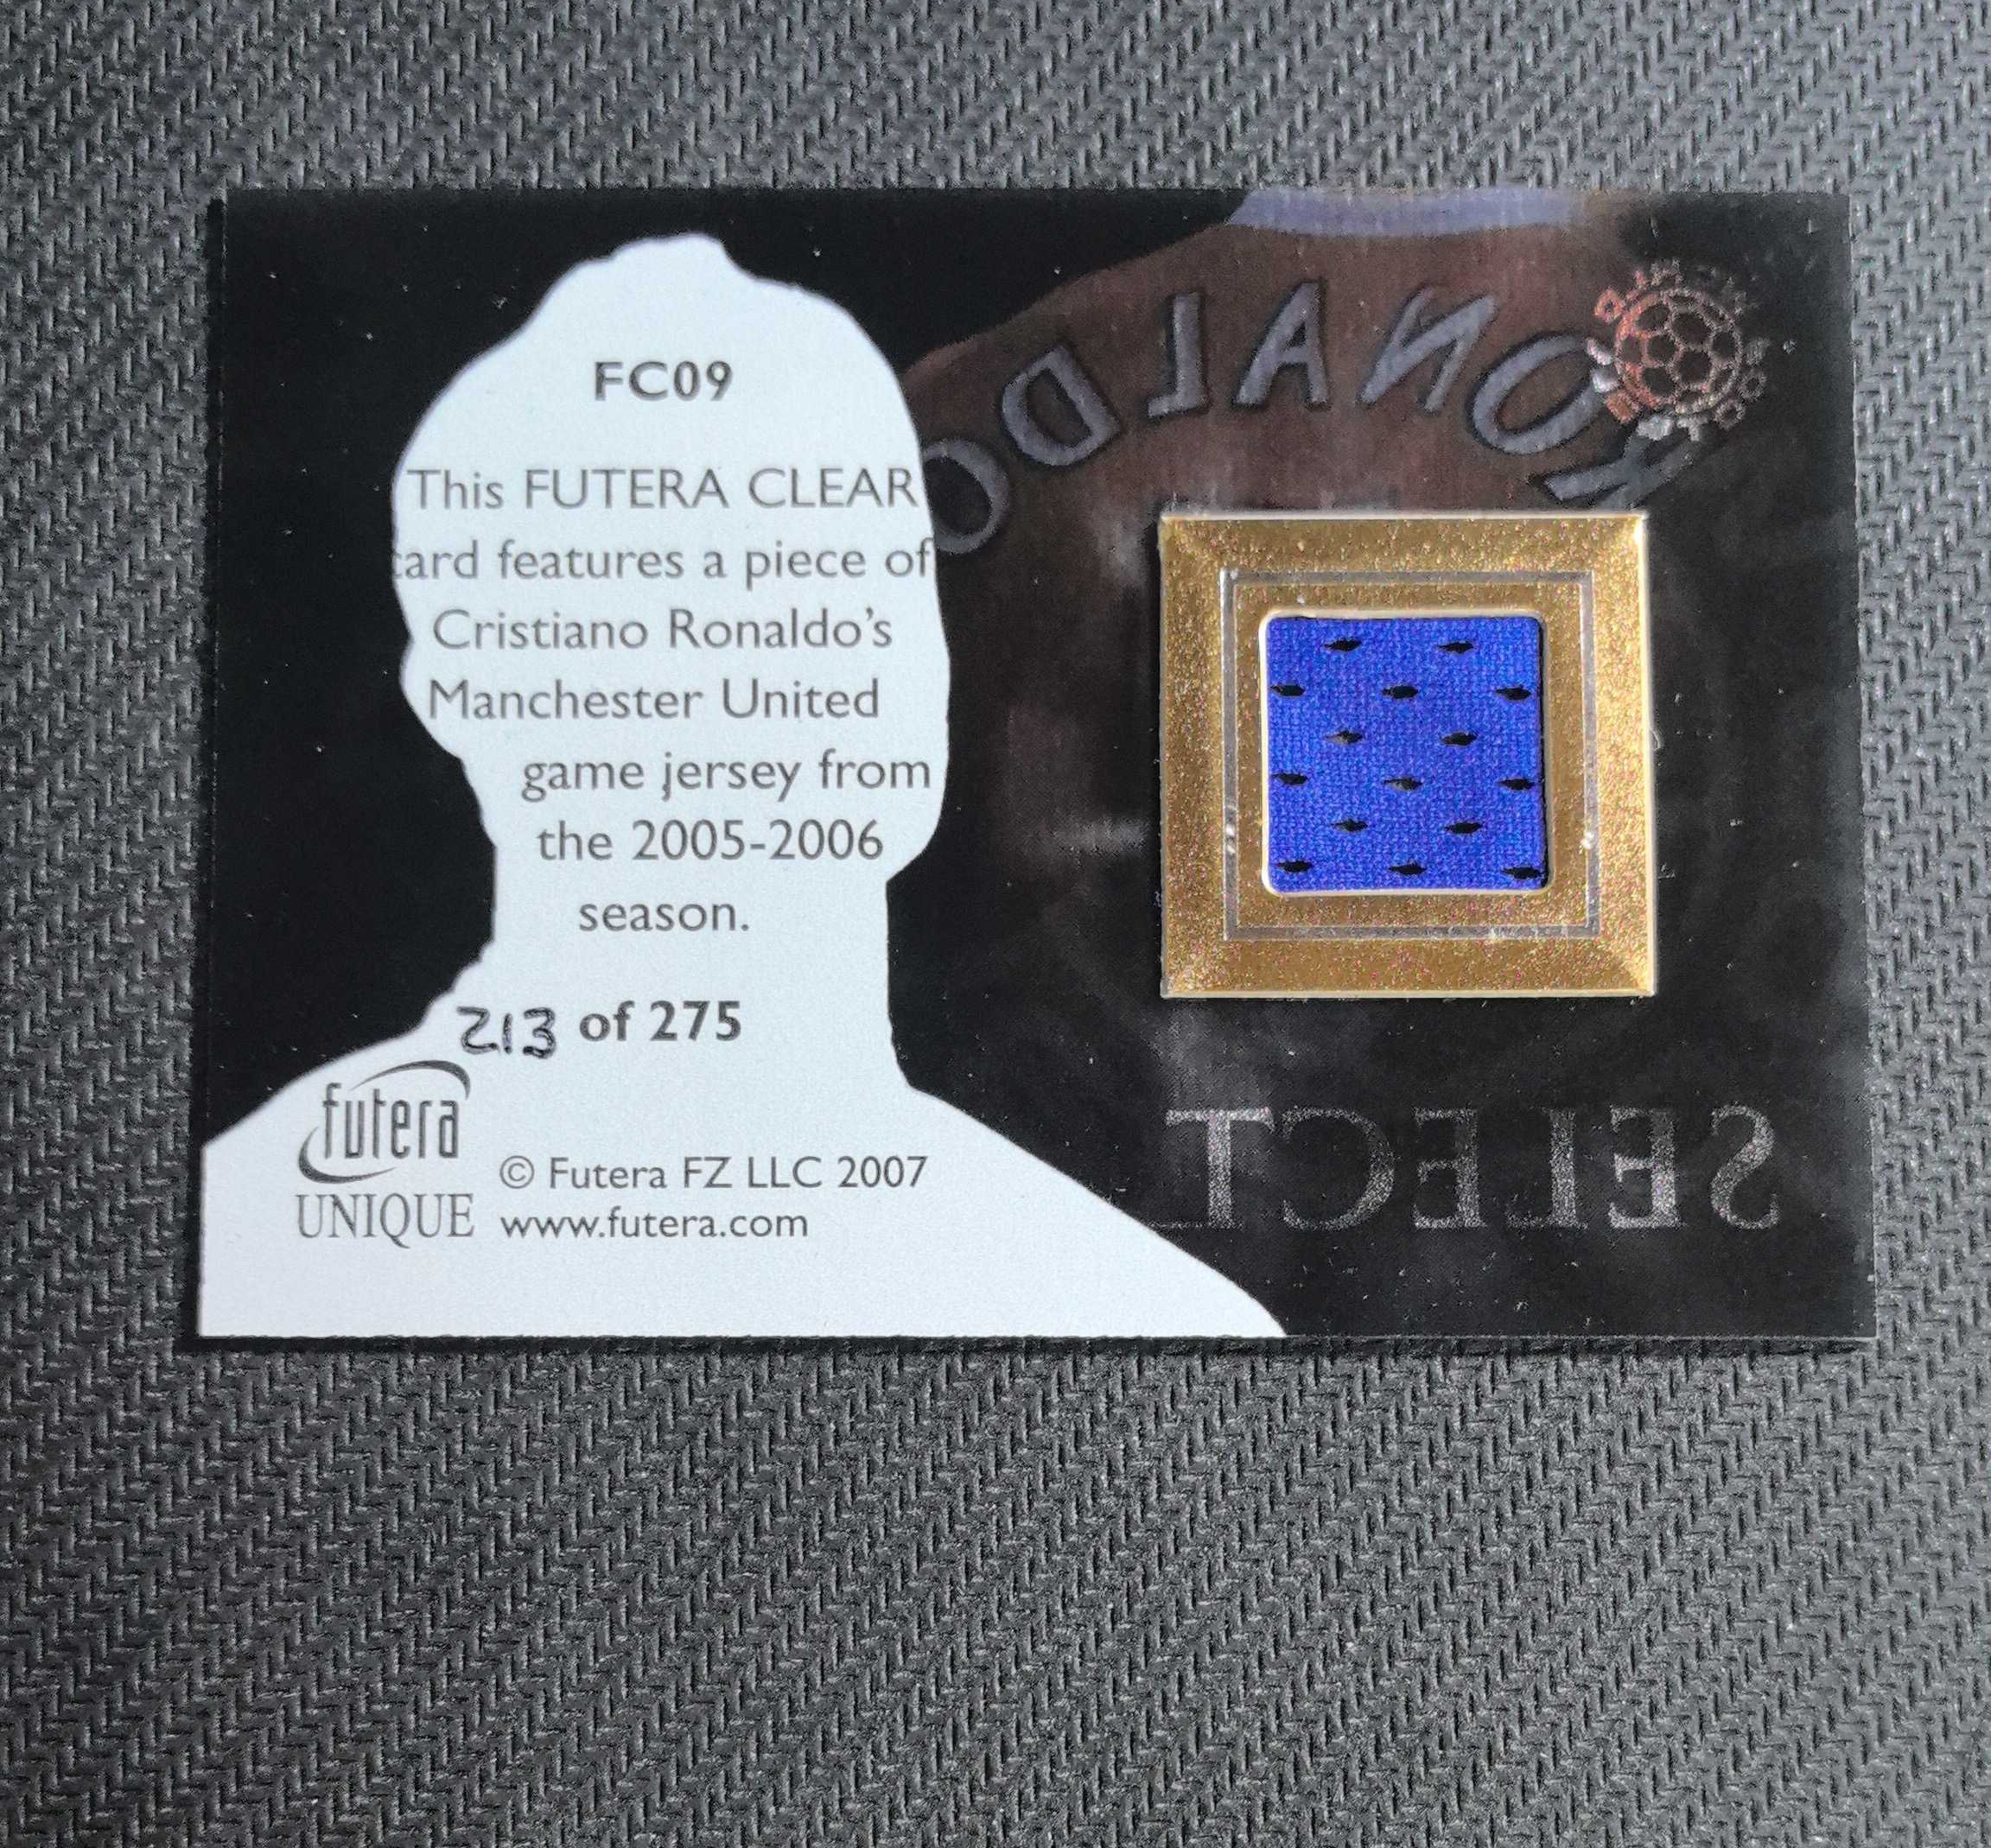 FC09
This FUTERA CLEAR
card features a piece of
Cristiano Ronaldo's
Manchester United
game jersey from
the 2005-2006
season.
213 of 275
futera
UNIQUE
© Futera FZ LLC 2007
www.futera.com
RONALDO
SELECT